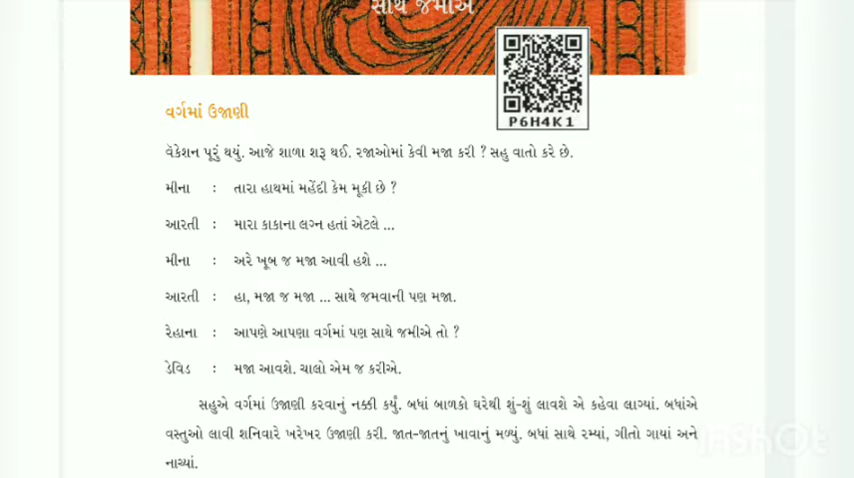 સાથે જમીએ
P6H4K1
વર્ગમાં ઉજાણી
વૅકેશન પૂરું થયું. આજે શાળા શરૂ થઈ. રજાઓમાં કેવી મજા કરી ? સહુ વાતો કરે છે.
મીના : તારા હાથમાં મહેંદી કેમ મૂકી છે ?
આરતી : મારા કાકાના લગ્ન હતાં એટલે ...
મીના : અરે ખૂબ જ મજા આવી હશે ...
આરતી : હા, મજા જ મજા ... સાથે જમવાની પણ મજા.
રેહાના : આપણે આપણા વર્ગમાં પણ સાથે જમીએ તો ?
ડેવિડ : મજા આવશે. ચાલો એમ જ કરીએ.
સહુએ વર્ગમાં ઉજાણી કરવાનું નક્કી કર્યું. બધાં બાળકો ઘરેથી શું-શું લાવશે એ કહેવા લાગ્યાં. બધાંએ
વસ્તુઓ લાવી શનિવારે ખરેખર ઉજાણી કરી. જાત-જાતનું ખાવાનું મળ્યું. બધાં સાથે રમ્યાં, ગીતો ગાયાં અને
નાચ્યાં.
InShOt